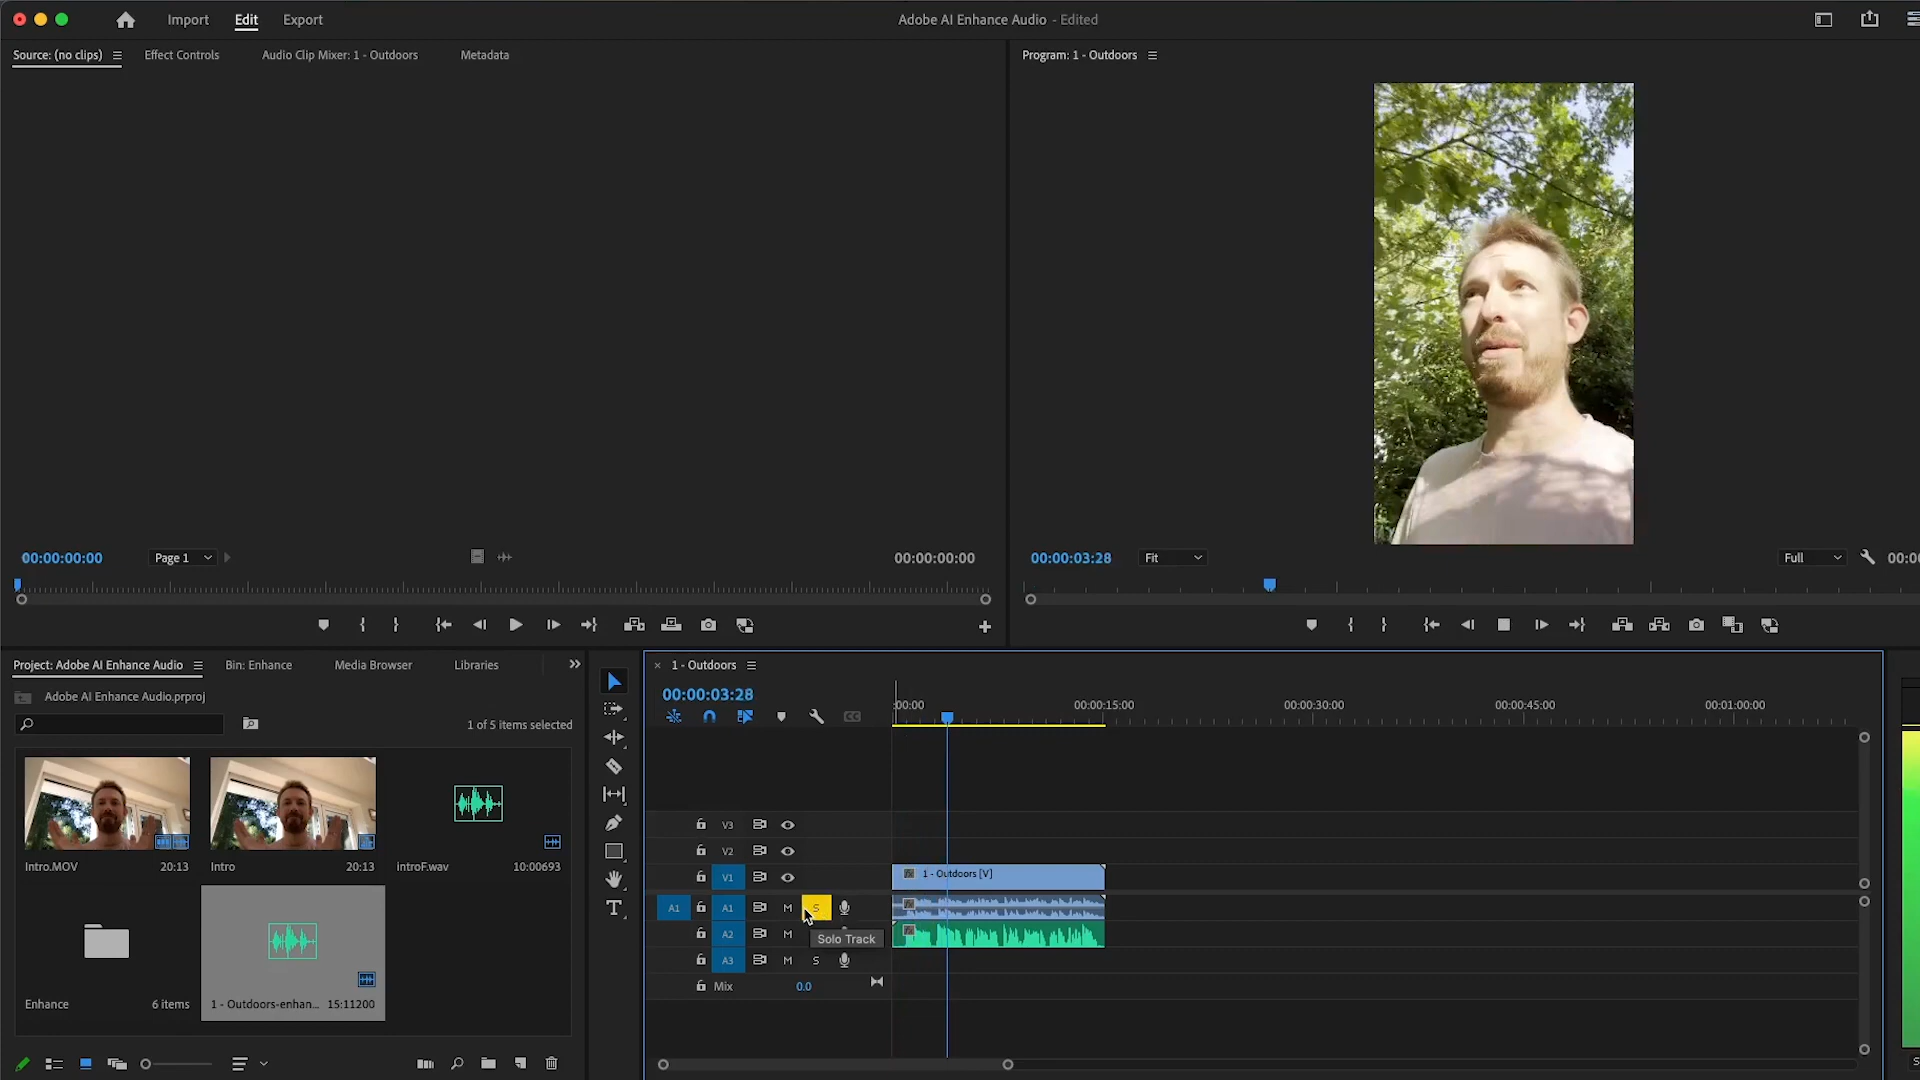 Import Edit Export Adobe AI Enhance Audio - Edited
Source: (no clips) Effect Controls Audio Clip Mixer: 1 - Outdoors Metadata Program: 1 - Outdoors
00:00:00:00 Page 1 00:00:00:00 00:00:03:28 Fit Full
Project: Adobe AI Enhance Audio Bin: Enhance Media Browser Libraries
Adobe AI Enhance Audio.prproj
1 of 5 items selected
Intro.MOV 20:13 Intro 20:13 introF.wav 10:00693
Enhance 6 items 1 - Outdoors-enhan... 15:11200
1 - Outdoors
00:00:03:28
:00:00 00:00:15:00 00:00:30:00 00:00:45:00 00:01:00:00
V3
V2
V1 1 - Outdoors [V]
A1 A1 M S
A2 M
Solo Track
A3 M S
Mix 0.0